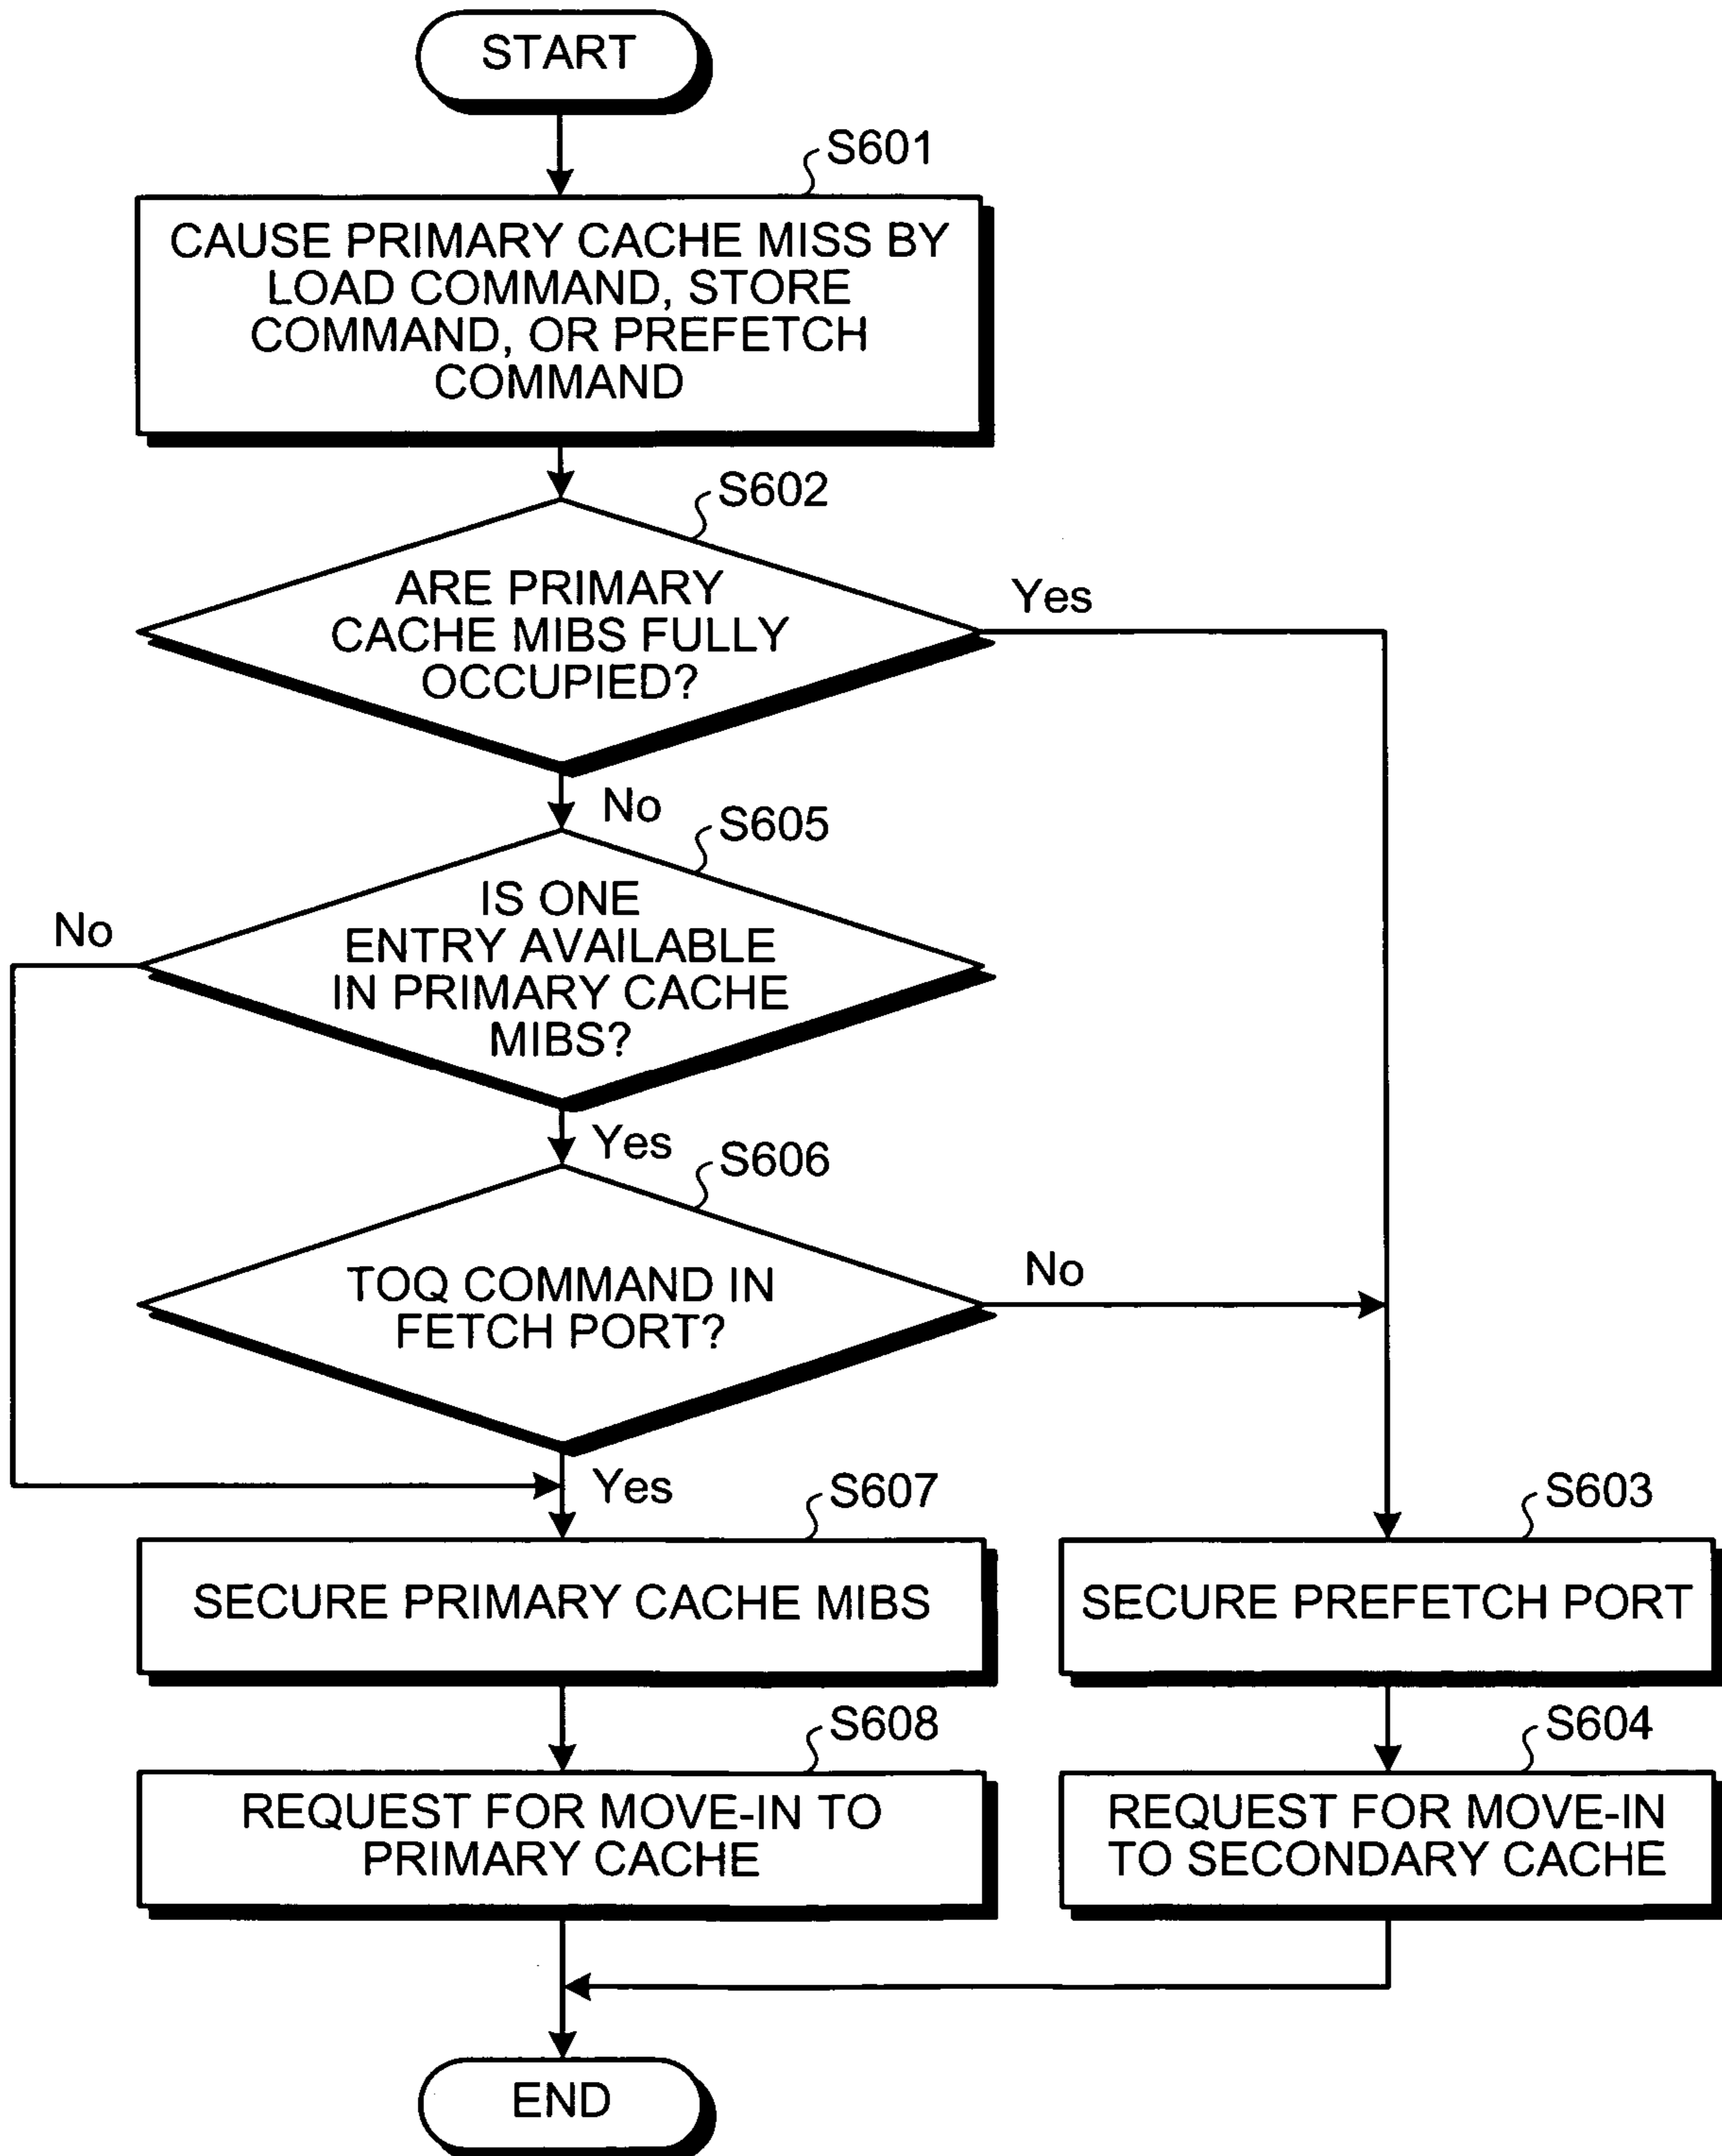 START
S601
CAUSE PRIMARY CACHE MISS BY
LOAD COMMAND, STORE
COMMAND, OR PREFETCH
COMMAND
S602
ARE PRIMARY
CACHE MIBS FULLY
OCCUPIED?
Yes
No
S605
IS ONE
ENTRY AVAILABLE
IN PRIMARY CACHE
MIBS?
No
Yes
S606
TOQ COMMAND IN
FETCH PORT?
No
Yes
S607
SECURE PRIMARY CACHE MIBS
S603
SECURE PREFETCH PORT
S608
REQUEST FOR MOVE-IN TO
PRIMARY CACHE
S604
REQUEST FOR MOVE-IN
TO SECONDARY CACHE
END